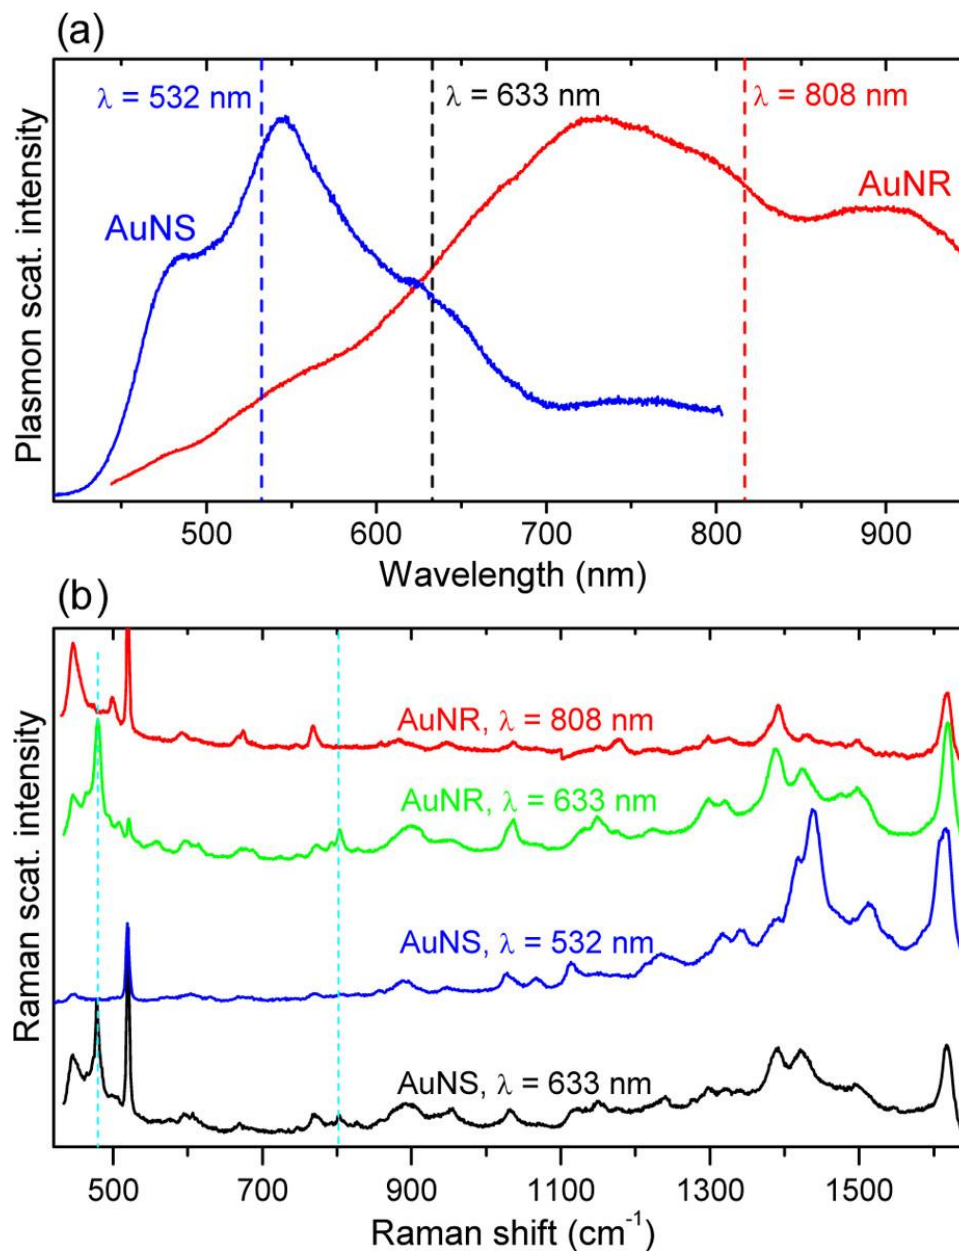 (a)
λ = 532 nm
λ = 633 nm
λ = 808 nm
AuNS
AuNR
Plasmon scat. intensity
500 600 700 800 900
Wavelength (nm)
(b)
AuNR, λ = 808 nm
AuNR, λ = 633 nm
AuNS, λ = 532 nm
AuNS, λ = 633 nm
Raman scat. intensity
500 700 900 1100 1300 1500
Raman shift (cm⁻¹)